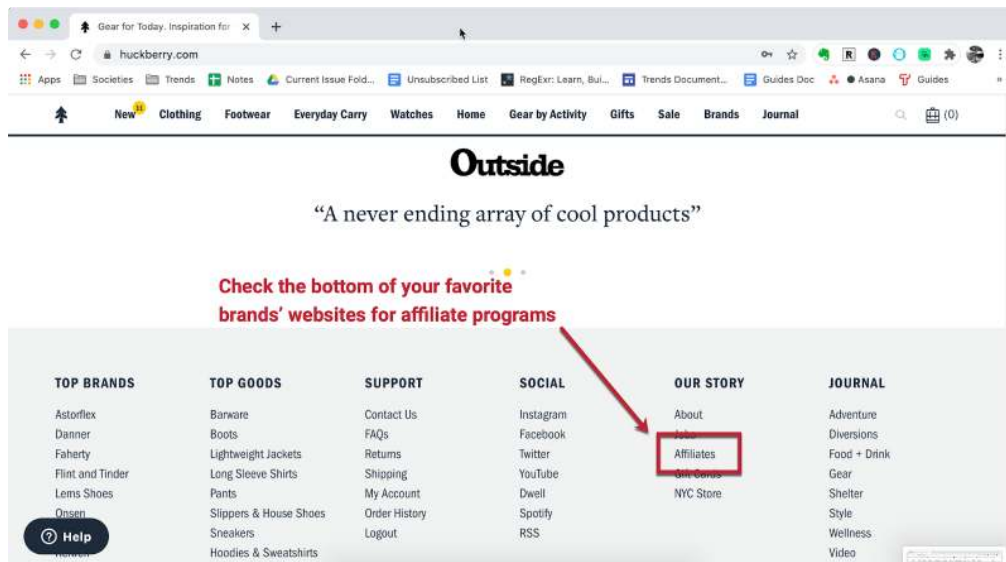 Gear for Today. Inspiration for
huckberry.com
Apps Societies Trends Notes Current Issue Fold... Unsubscribed List RegExr: Learn, Bui... Trends Document... Guides Doc Asana Guides »
New 11 Clothing Footwear Everyday Carry Watches Home Gear by Activity Gifts Sale Brands Journal (0)
Outside
“A never ending array of cool products”
Check the bottom of your favorite
brands’ websites for affiliate programs
TOP BRANDS
Astorflex
Danner
Faherty
Flint and Tinder
Lems Shoes
Onsen
TOP GOODS
Barware
Boots
Lightweight Jackets
Long Sleeve Shirts
Pants
Slippers & House Shoes
Sneakers
Hoodies & Sweatshirts
SUPPORT
Contact Us
FAQs
Returns
Shipping
My Account
Order History
Logout
SOCIAL
Instagram
Facebook
Twitter
YouTube
Dwell
Spotify
RSS
OUR STORY
About
Jobs
Affiliates
Gift Cards
NYC Store
JOURNAL
Adventure
Diversions
Food + Drink
Gear
Shelter
Style
Wellness
Video
? Help